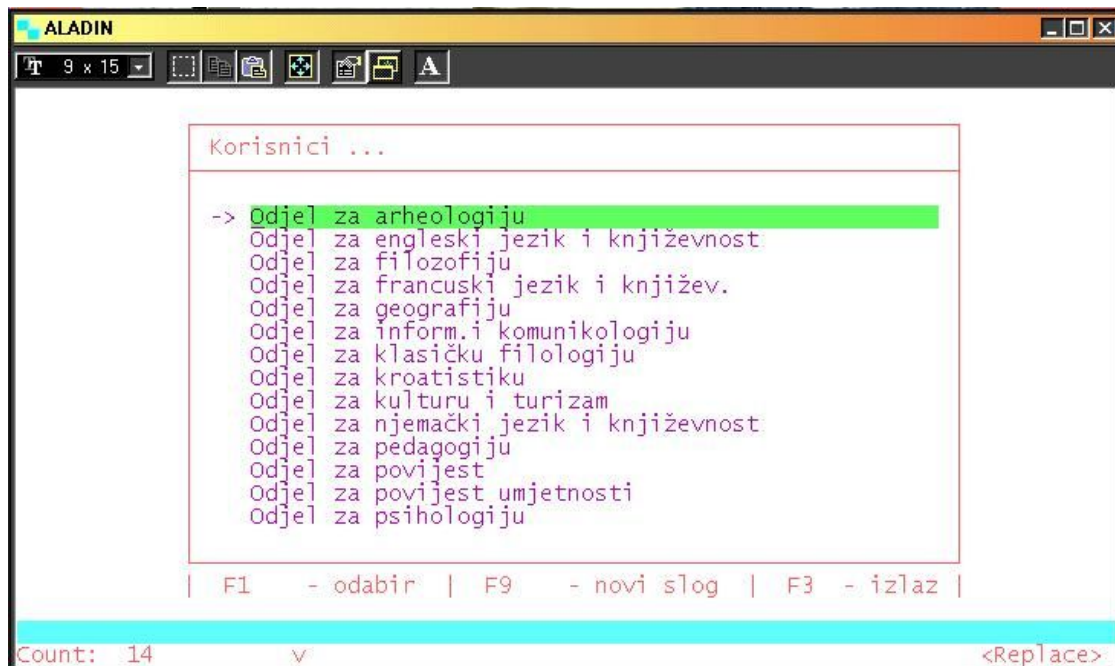 ALADIN
9 x 15
A
Korisnici ...
-> Odjel za arheologiju
Odjel za engleski jezik i književnost
Odjel za filozofiju
Odjel za francuski jezik i književ.
Odjel za geografiju
Odjel za inform.i komunikologiju
Odjel za klasičku filologiju
Odjel za kroatistiku
Odjel za kulturu i turizam
Odjel za njemački jezik i književnost
Odjel za pedagogiju
Odjel za povijest
Odjel za povijest umjetnosti
Odjel za psihologiju
| F1 - odabir | F9 - novi slog | F3 - izlaz |
Count: 14 v <Replace>